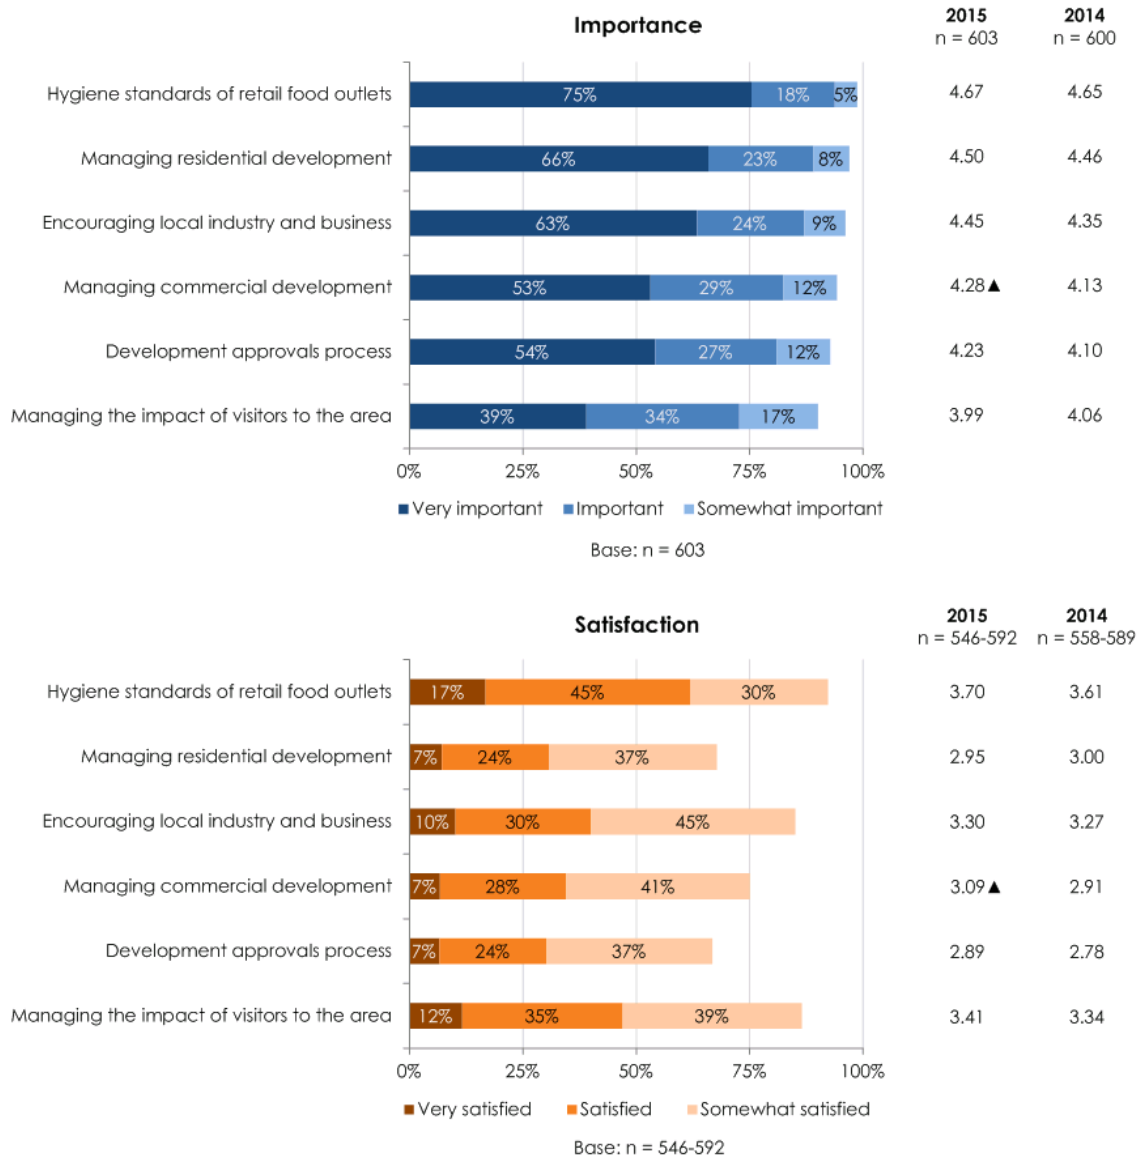 Importance
2015
2014
n = 603
n = 600
Hygiene standards of retail food outlets 75% 18% 5% 4.67 4.65
Managing residential development 66% 23% 8% 4.50 4.46
Encouraging local industry and business 63% 24% 9% 4.45 4.35
Managing commercial development 53% 29% 12% 4.28▲ 4.13
Development approvals process 54% 27% 12% 4.23 4.10
Managing the impact of visitors to the area 39% 34% 17% 3.99 4.06
0% 25% 50% 75% 100%
Very important Important Somewhat important
Base: n = 603
Satisfaction
2015
2014
n = 546-592
n = 558-589
Hygiene standards of retail food outlets 17% 45% 30% 3.70 3.61
Managing residential development 7% 24% 37% 2.95 3.00
Encouraging local industry and business 10% 30% 45% 3.30 3.27
Managing commercial development 7% 28% 41% 3.09▲ 2.91
Development approvals process 7% 24% 37% 2.89 2.78
Managing the impact of visitors to the area 12% 35% 39% 3.41 3.34
0% 25% 50% 75% 100%
Very satisfied Satisfied Somewhat satisfied
Base: n = 546-592